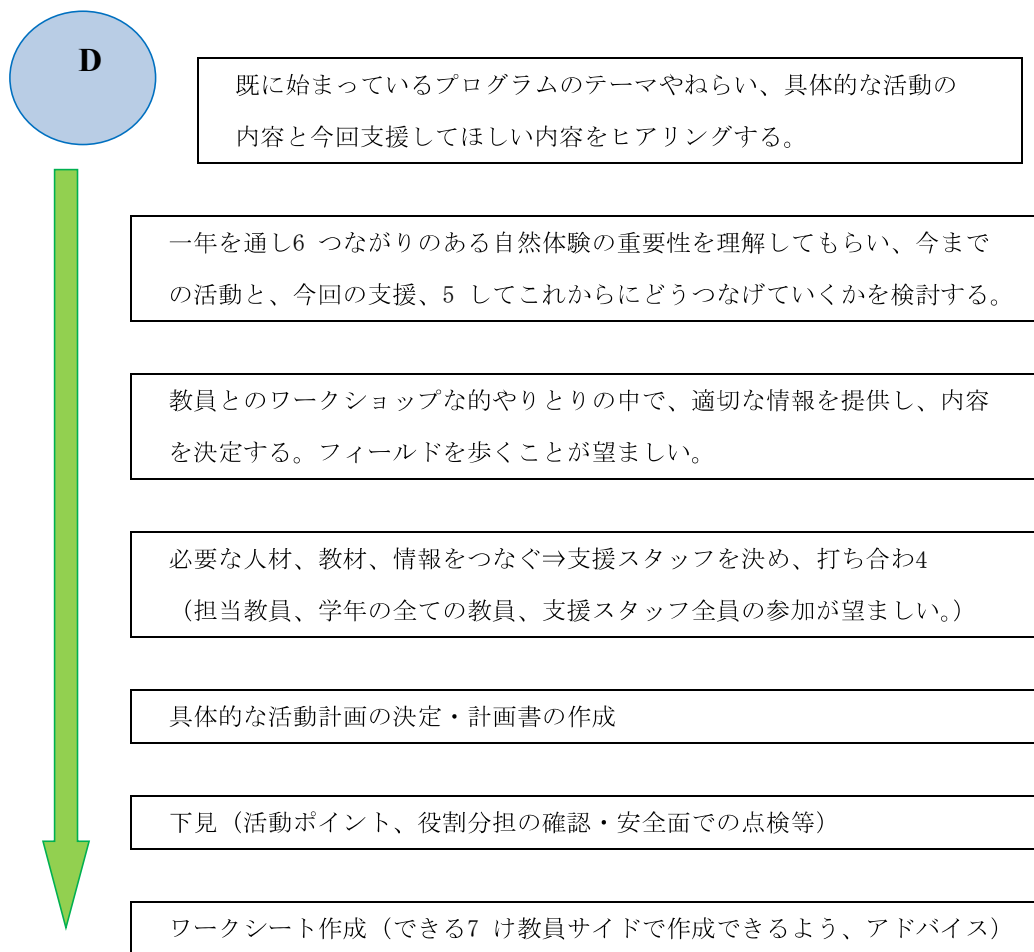 D
既に始まっているプログラムのテーマやねらい、具体的な活動の
内容と今回支援してほしい内容をヒアリングする。
一年を通し6 つながりのある自然体験の重要性を理解してもらい、今まで
の活動と、今回の支援、5 してこれからにどうつなげていくかを検討する。
教員とのワークショップな的やりとりの中で、適切な情報を提供し、内容
を決定する。フィールドを歩くことが望ましい。
必要な人材、教材、情報をつなぐ⇒支援スタッフを決め、打ち合わ4
（担当教員、学年の全ての教員、支援スタッフ全員の参加が望ましい。）
具体的な活動計画の決定・計画書の作成
下見（活動ポイント、役割分担の確認・安全面での点検等）
ワークシート作成（できる7 け教員サイドで作成できるよう、アドバイス）